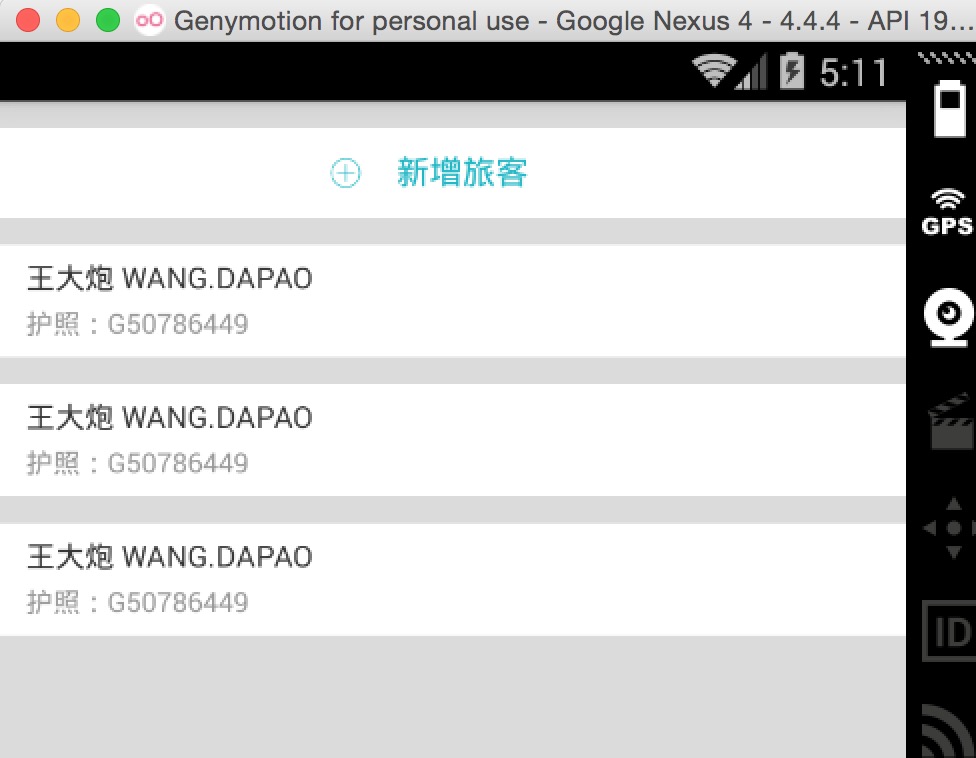 Genymotion for personal use - Google Nexus 4 - 4.4.4 - API 19...
5:11
GPS
新增旅客
王大炮 WANG.DAPAO
护照：G50786449
王大炮 WANG.DAPAO
护照：G50786449
王大炮 WANG.DAPAO
护照：G50786449
ID